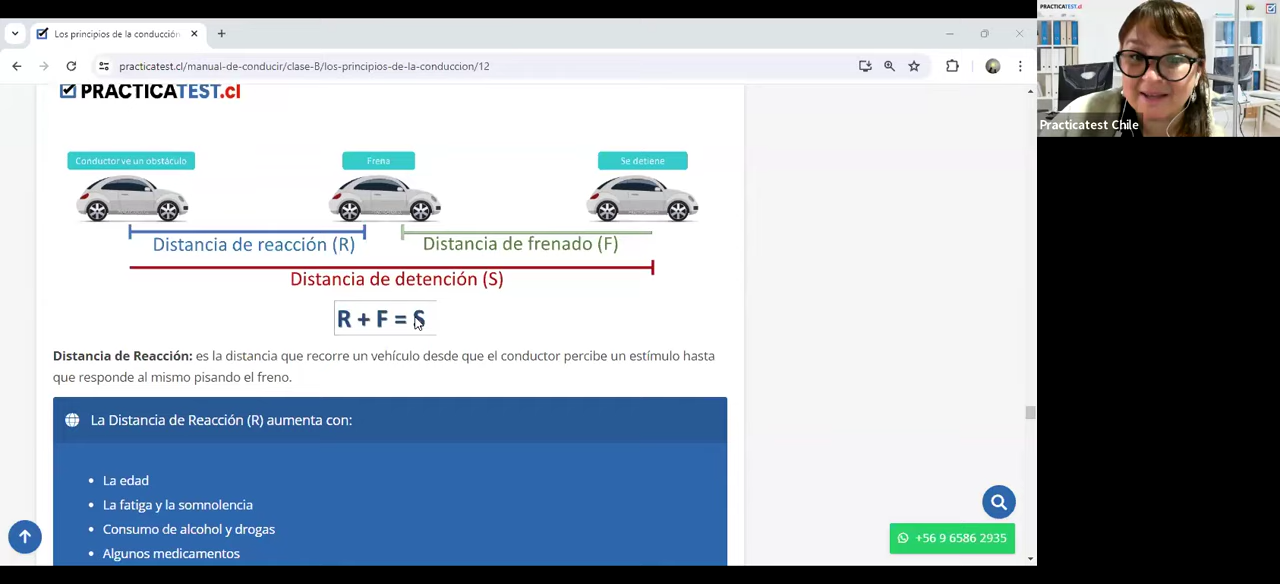 Los principios de la conducción
practicatest.cl/manual-de-conducir/clase-B/los-principios-de-la-conduccion/12
PRACTICATEST.cl
PRACTICATEST.cl
Practicatest Chile
Conductor ve un obstáculo
Frena
Se detiene
Distancia de reacción (R)
Distancia de frenado (F)
Distancia de detención (S)
R + F = S
Distancia de Reacción: es la distancia que recorre un vehículo desde que el conductor percibe un estímulo hasta
que responde al mismo pisando el freno.
La Distancia de Reacción (R) aumenta con:
• La edad
• La fatiga y la somnolencia
• Consumo de alcohol y drogas
• Algunos medicamentos
+56 9 6586 2935